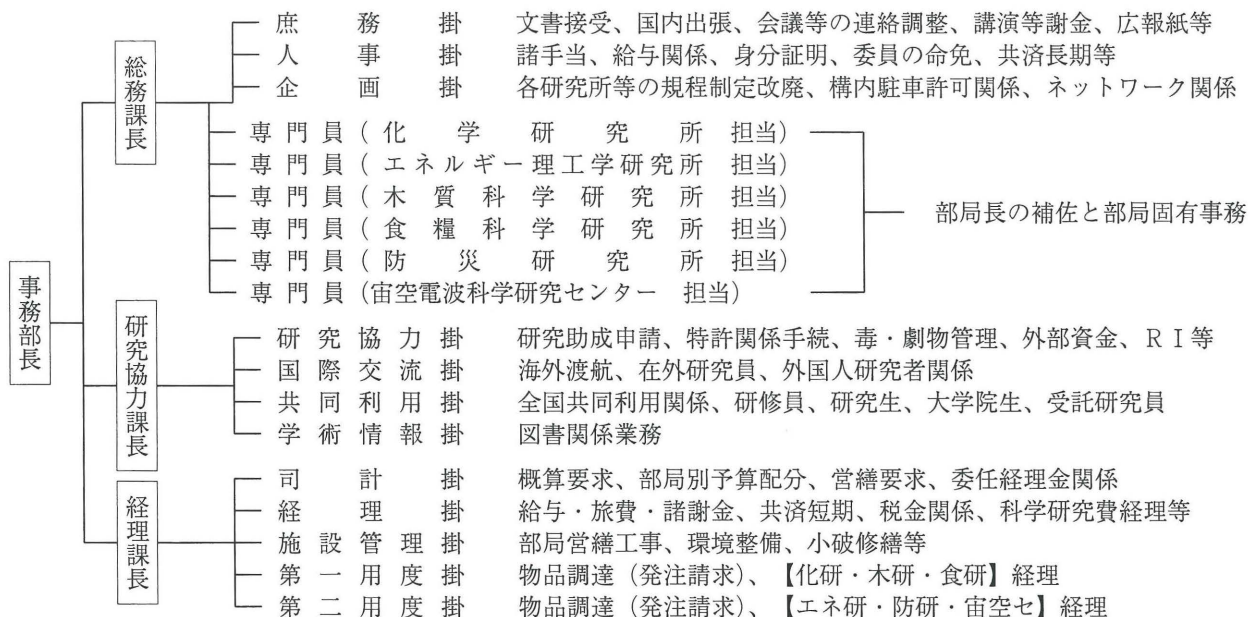 事務部長
総務課長
庶務掛 文書接受、国内出張、会議等の連絡調整、講演等謝金、広報紙等
人事掛 諸手当、給与関係、身分証明、委員の命免、共済長期等
企画掛 各研究所等の規程制定改廃、構内駐車許可関係、ネットワーク関係
専門員(化学研究所担当)
専門員(エネルギー理工学研究所担当)
専門員(木質科学研究所担当)
専門員(食糧科学研究所担当)
専門員(防災研究所担当)
専門員(宙空電波科学研究センター 担当)
部局長の補佐と部局固有事務
研究協力課長
研究協力掛 研究助成申請、特許関係手続、毒・劇物管理、外部資金、RI等
国際交流掛 海外渡航、在外研究員、外国人研究者関係
共同利用掛 全国共同利用関係、研修員、研究生、大学院生、受託研究員
学術情報掛 図書関係業務
経理課長
司計掛 概算要求、部局別予算配分、営繕要求、委任経理金関係
経理掛 給与・旅費・諸謝金、共済短期、税金関係、科学研究費経理等
施設管理掛 部局営繕工事、環境整備、小破修繕等
第一用度掛 物品調達(発注請求)、【化研・木研・食研】経理
第二用度掛 物品調達(発注請求)、【エネ研・防研・宙空セ】経理